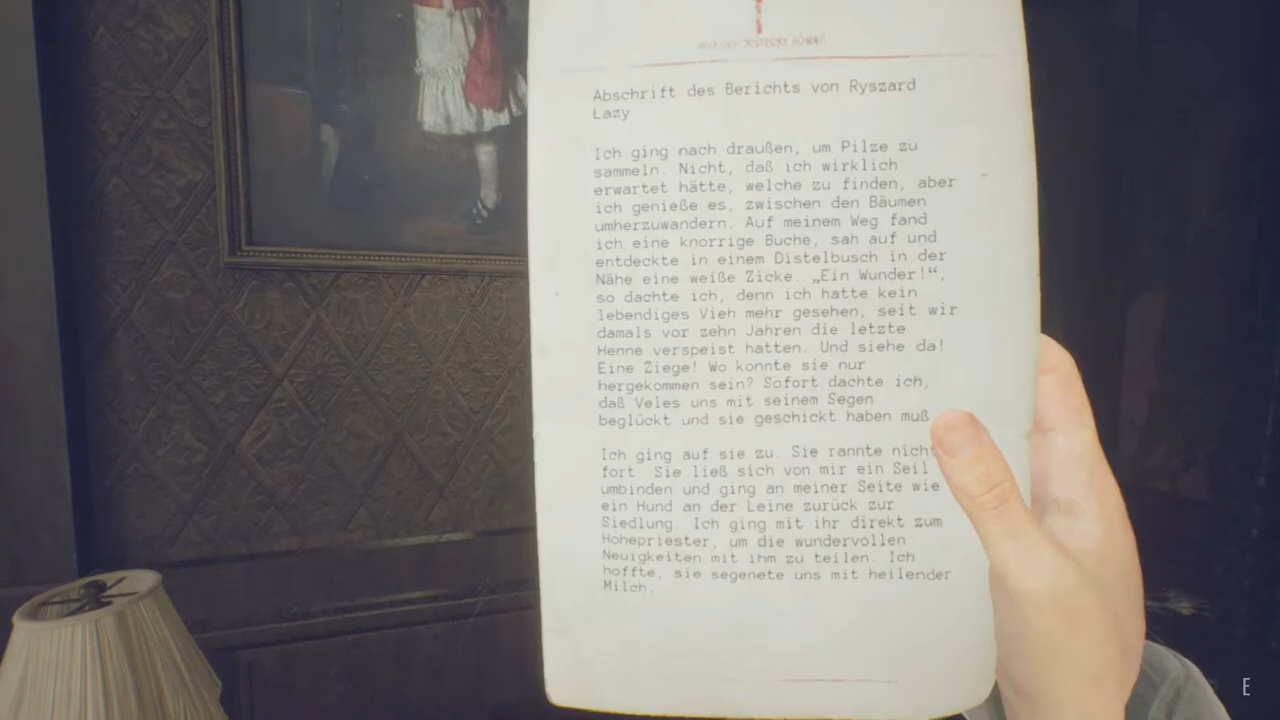 Abschrift des Berichts von Ryszard
Łazy
Ich ging nach draußen, um Pilze zu
sammeln. Nicht, daß ich wirklich
erwartet hätte, welche zu finden, aber
ich genieße es, zwischen den Bäumen
umherzuwandern. Auf meinem Weg fand
ich eine knorrige Buche, sah auf und
entdeckte in einem Distelbusch in der
Nähe eine weiße Zicke. „Ein Wunder!“,
so dachte ich, denn ich hatte kein
lebendiges Vieh mehr gesehen, seit wir
damals vor zehn Jahren die letzte
Henne verspeist hatten. Und siehe da!
Eine Ziege! Wo konnte sie nur
hergekommen sein? Sofort dachte ich,
daß Veles uns mit seinem Segen
beglückt und sie geschickt haben muß
Ich ging auf sie zu. Sie rannte nicht
fort. Sie ließ sich von mir ein Seil
umbinden und ging an meiner Seite wie
ein Hund an der Leine zurück zur
Siedlung. Ich ging mit ihr direkt zum
Hohepriester, um die wundervollen
Neuigkeiten mit ihm zu teilen. Ich
hoffte, sie segenete uns mit heilender
Milch.
E